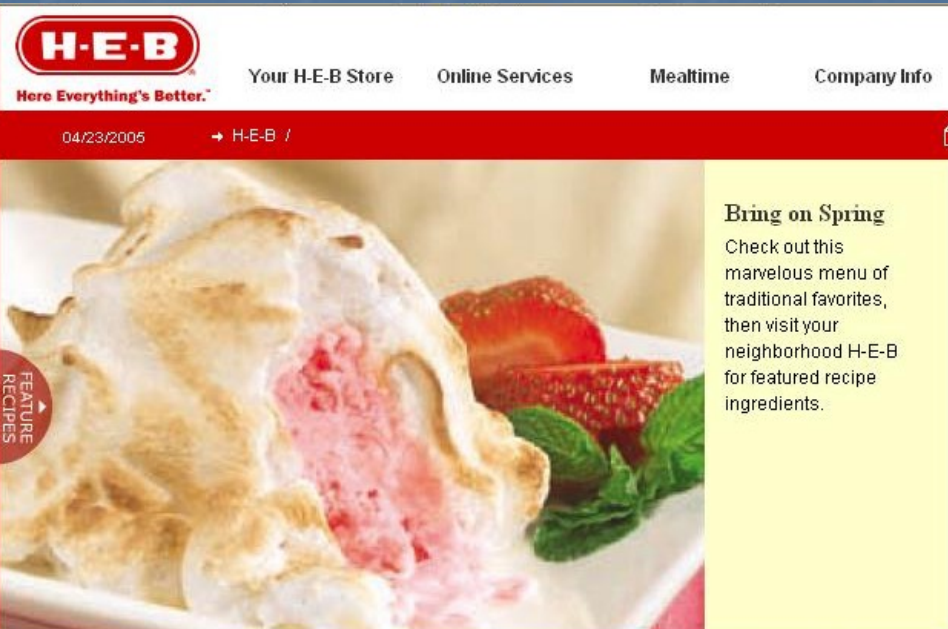 H-E-B
Here Everything's Better.
Your H-E-B Store Online Services Mealtime Company Info
04/23/2005 → H-E-B /
FEATURE
RECIPES
Bring on Spring
Check out this
marvelous menu of
traditional favorites,
then visit your
neighborhood H-E-B
for featured recipe
ingredients.